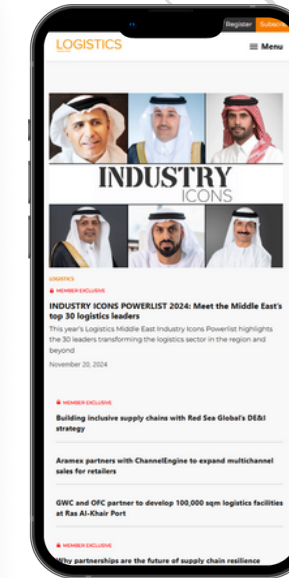 Register
LOGISTICS
Menu
INDUSTRY
ICONS
LOGISTICS
MEMBER EXCLUSIVE
INDUSTRY ICONS POWERLIST 2024: Meet the Middle East's
top 30 logistics leaders
This year's Logistics Middle East Industry Icons Powerlist highlights
the 30 leaders transforming the logistics sector in the region and
beyond
November 20, 2024
MEMBER EXCLUSIVE
Building inclusive supply chains with Red Sea Global's DE&I
strategy
Aramex partners with ChannelEngine to expand multichannel
sales for retailers
GWC and OFC partner to develop 100,000 sqm logistics facilities
at Ras Al-Khair Port
MEMBER EXCLUSIVE
Why partnerships are the future of supply chain resilience